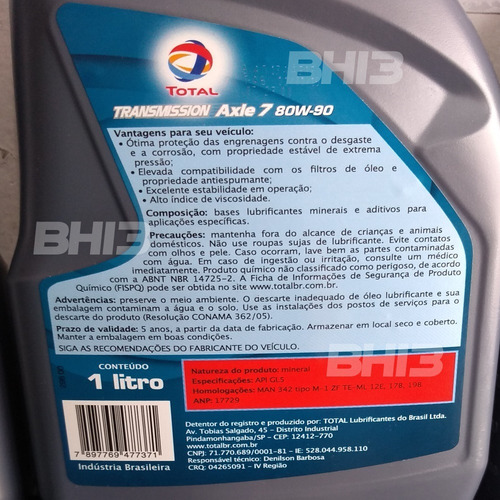 BH13
TOTAL
TRANSMISSION Axle 7 80W-90
Vantagens para seu veículo:
• Ótima proteção das engrenagens contra o desgaste
e a corrosão, com propriedade estável de extrema
pressão;
• Elevada compatibilidade com os filtros de óleo e
propriedade antiespumante;
• Excelente estabilidade em operação;
• Alto índice de viscosidade.
Composição: bases lubrificantes minerais e aditivos para
aplicações específicas.
BH13
Precauções: mantenha fora do alcance de crianças e animais
domésticos. Não use roupas sujas de lubrificante. Evite contatos
com olhos e pele. Caso ocorram, lave bem as partes contaminadas
com água. Em caso de ingestão ou irritação, consulte um médico
imediatamente. Produto químico não classificado como perigoso, de acordo
com a ABNT NBR 14725-2. A Ficha de Informações de Segurança de Produto
Químico (FISPQ) pode ser obtida no site www.totalbr.com.br.
Advertências: preserve o meio ambiente. O descarte inadequado de óleo lubrificante e sua
embalagem contaminam a água e o solo. Use as instalações dos postos de serviços para o
descarte do produto (Resolução CONAMA 362/05).
Prazo de validade: 5 anos, a partir da data de fabricação. Armazenar em local seco e coberto.
Manter a embalagem em boas condições.
SIGA AS RECOMENDAÇÕES DO FABRICANTE DO VEÍCULO.
BH13
CONTEÚDO
1 litro
Natureza do produto: mineral
Especificações: API GL5
Homologações: MAN 342 tipo M-1 ZF TE-ML 12E, 17B, 19B
ANP: 17729
7 897769 477371
Indústria Brasileira
Detentor do registro e produzido por: TOTAL Lubrificantes do Brasil Ltda.
Av. Tobias Salgado, 45 - Distrito Industrial
Pindamonhangaba/SP - CEP: 12412-770
www.totalbr.com.br
CNPJ: 71.770.689/0001-81 - IE: 528.044.958.110
Responsável técnico: Denilson Barbosa
CRQ: 04265091 - IV Região